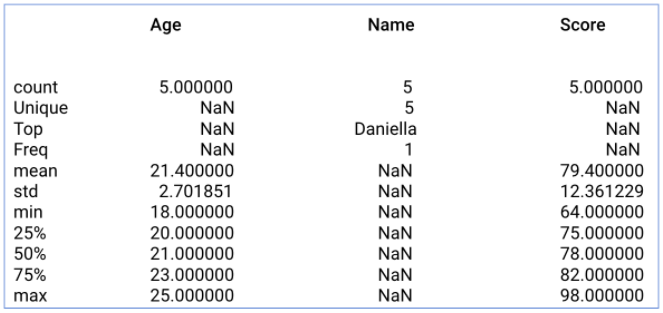 Age Name Score
count 5.000000 5 5.000000
Unique NaN 5 NaN
Top NaN Daniella NaN
Freq NaN 1 NaN
mean 21.400000 NaN 79.400000
std 2.701851 NaN 12.361229
min 18.000000 NaN 64.000000
25% 20.000000 NaN 75.000000
50% 21.000000 NaN 78.000000
75% 23.000000 NaN 82.000000
max 25.000000 NaN 98.000000